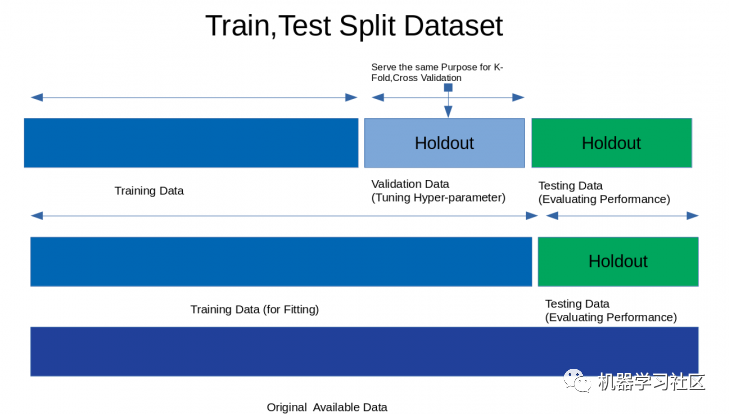 Train,Test Split Dataset
Serve the same Purpose for K-
Fold,Cross Validation
Holdout
Holdout
Training Data
Validation Data
(Tuning Hyper-parameter)
Testing Data
(Evaluating Performance)
Holdout
Training Data (for Fitting)
Testing Data
(Evaluating Performance)
机器学习社区
Original  Available Data